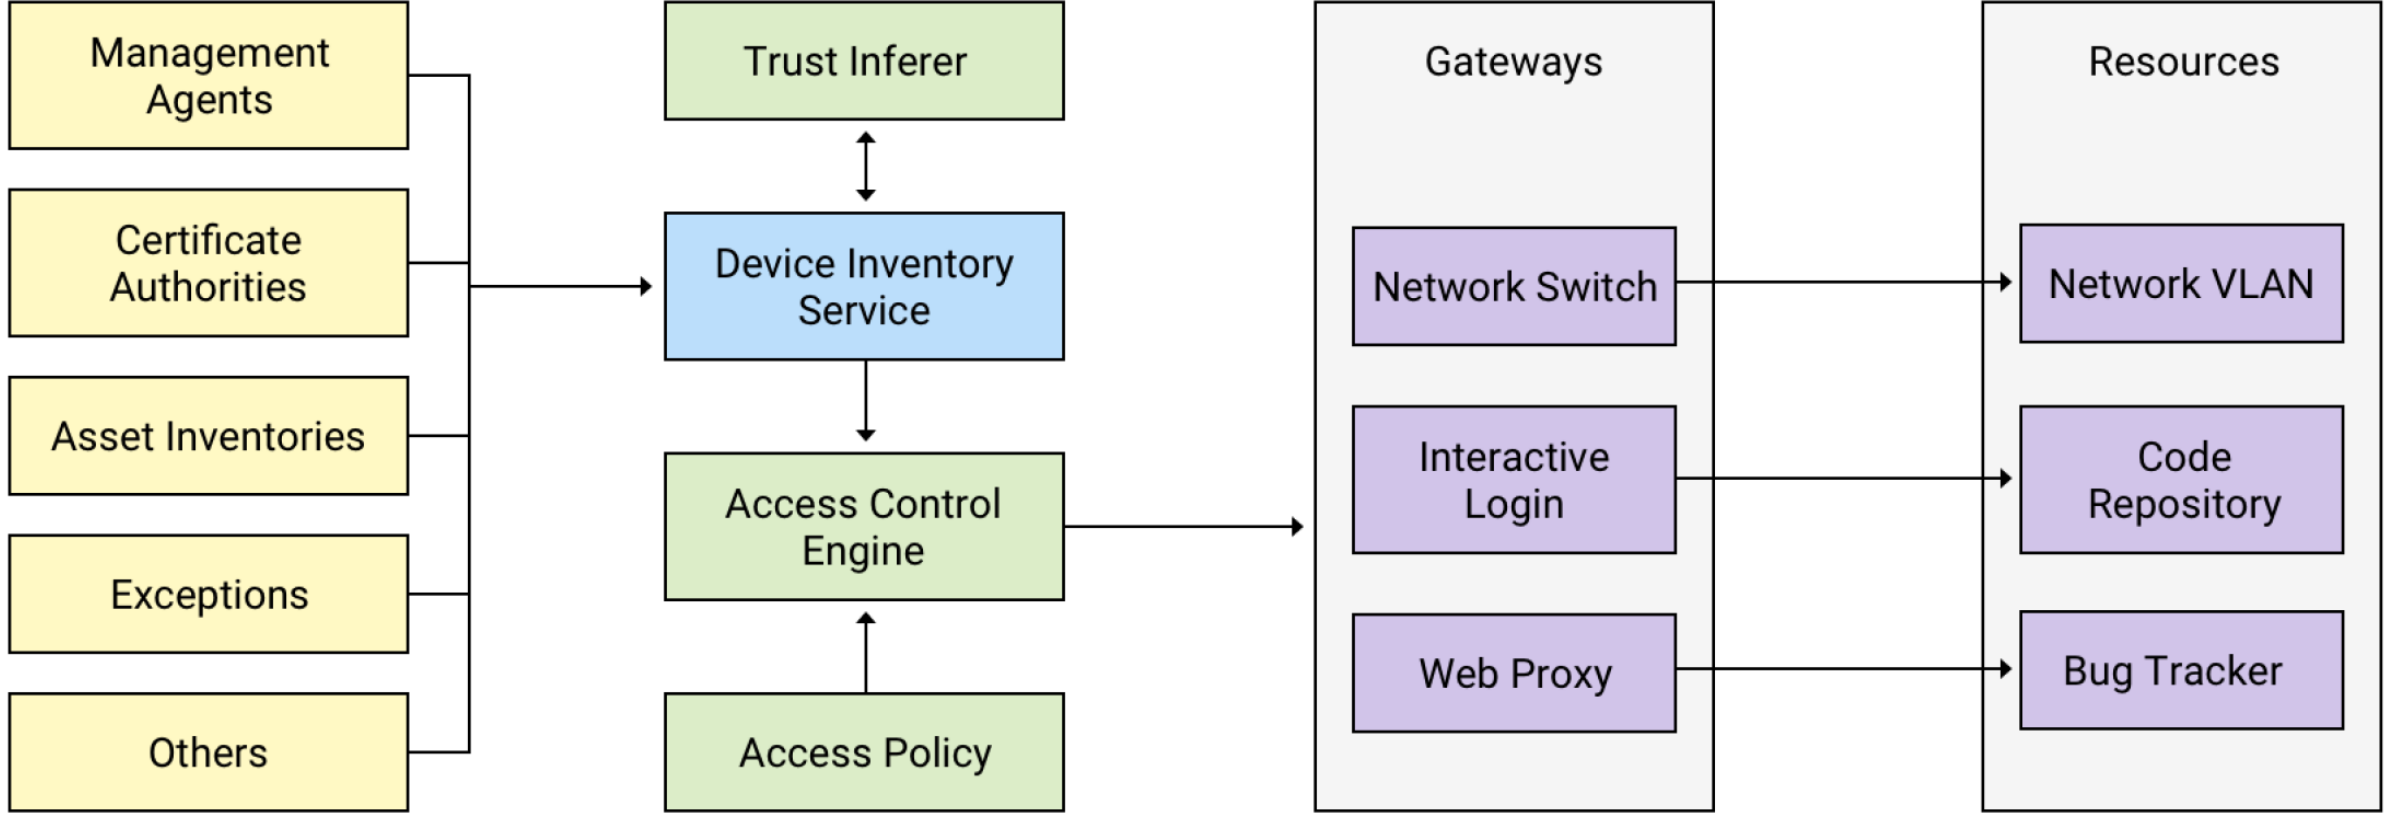 Management
Agents
Certificate
Authorities
Asset Inventories
Exceptions
Others
Trust Inferer
Device Inventory
Service
Access Control
Engine
Access Policy
Gateways
Network Switch
Interactive
Login
Web Proxy
Resources
Network VLAN
Code
Repository
Bug Tracker